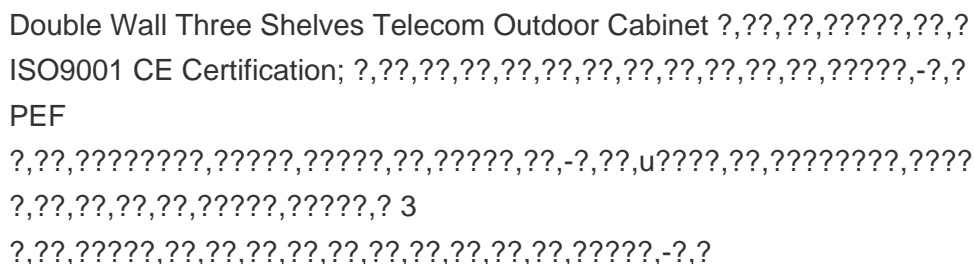 Double Wall Three Shelves Telecom Outdoor Cabinet ?,??,??,?????,??,?
ISO9001 CE Certification; ?,??,??,??,??,??,??,??,??,??,??,??,?????,-?,?
PEF
?,??,????????,?????,?????,??,?????,??,-?,??,u????,??,????????,????
?,??,??,??,??,?????,?????,? 3
?,??,?????,??,??,??,??,??,??,??,??,??,??,?????,-?,?